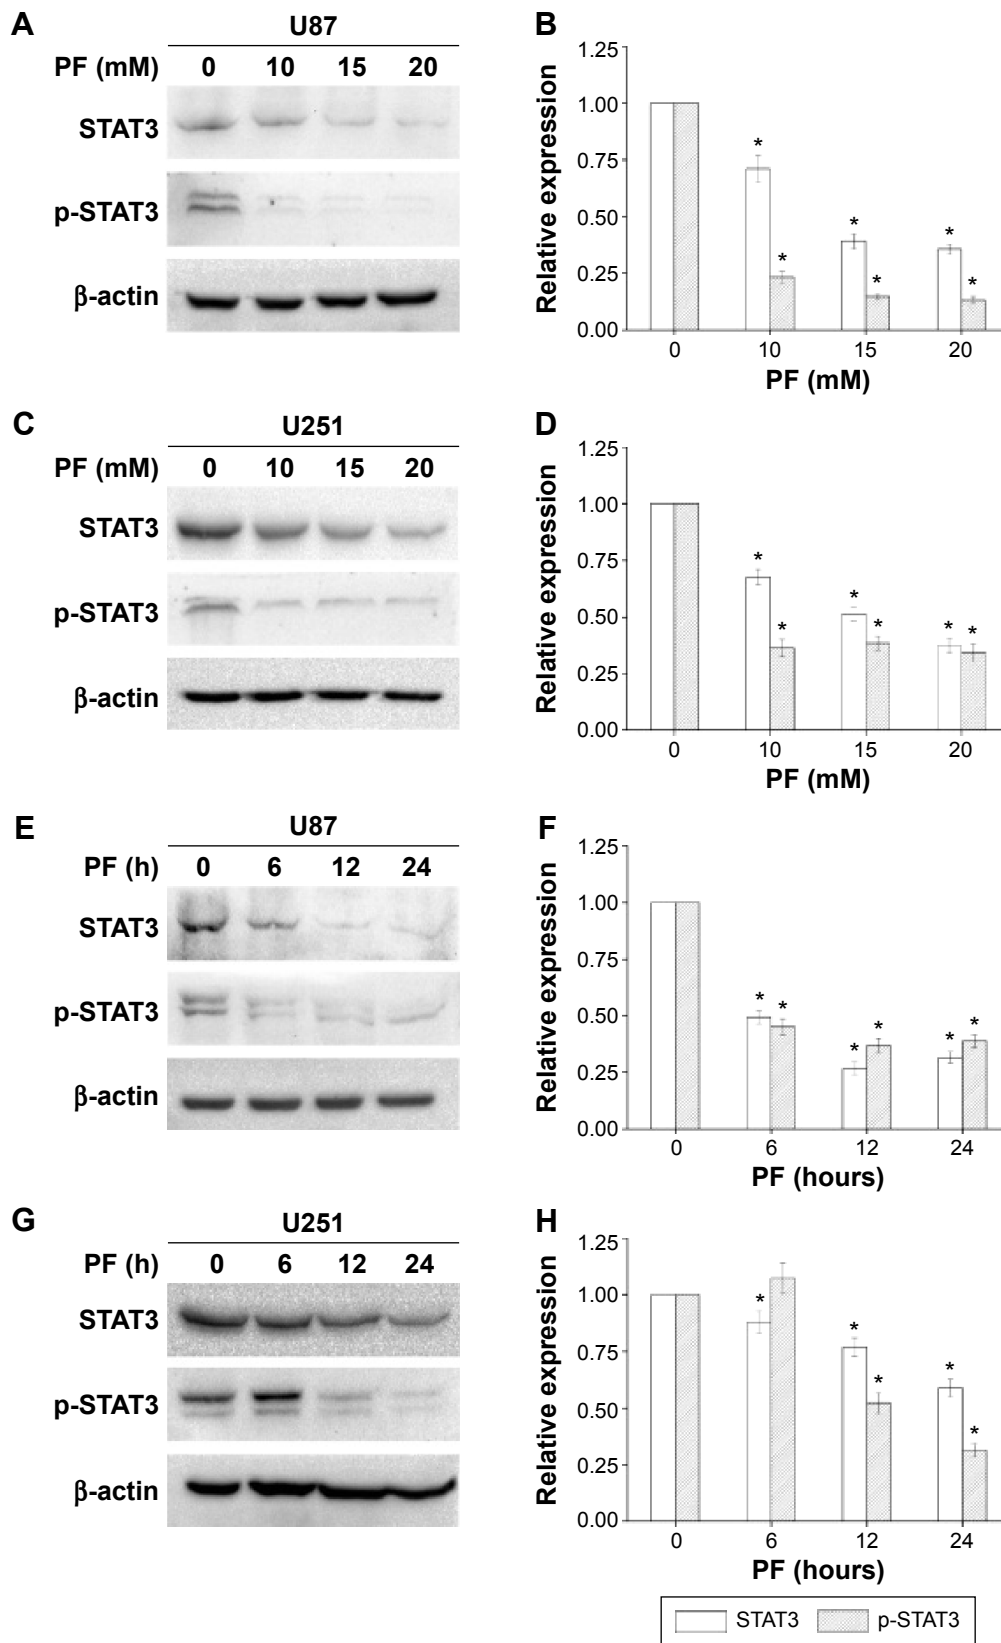 A
U87
PF (mM) 0 10 15 20
STAT3
p-STAT3
β-actin
B
Relative expression
1.25
1.00
0.75
0.50
0.25
0.00
* * * * * *
0 10 15 20
PF (mM)
C
U251
PF (mM) 0 10 15 20
STAT3
p-STAT3
β-actin
D
Relative expression
1.25
1.00
0.75
0.50
0.25
0.00
* * * * * *
0 10 15 20
PF (mM)
E
U87
PF (h) 0 6 12 24
STAT3
p-STAT3
β-actin
F
Relative expression
1.25
1.00
0.75
0.50
0.25
0.00
* * * * * *
0 6 12 24
PF (hours)
G
U251
PF (h) 0 6 12 24
STAT3
p-STAT3
β-actin
H
Relative expression
1.25
1.00
0.75
0.50
0.25
0.00
* * * * *
0 6 12 24
PF (hours)
STAT3 p-STAT3